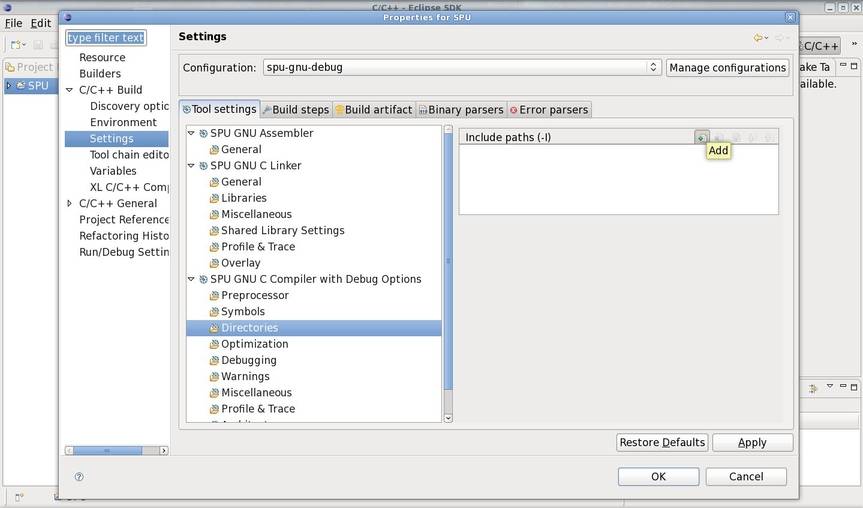 C/C++ - Eclipse SDK
Properties for SPU
File Edit
type filter text
Settings
C/C++
Project
ake Ta
SPU
ailable.
Resource
Builders
C/C++ Build
Discovery optic
Environment
Settings
Tool chain edito
Variables
XL C/C++ Com
C/C++ General
Project Reference
Refactoring Histo
Run/Debug Settin
Configuration: spu-gnu-debug Manage configurations
Tool settings Build steps Build artifact Binary parsers Error parsers
SPU GNU Assembler
General
SPU GNU C Linker
General
Libraries
Miscellaneous
Shared Library Settings
Profile & Trace
Overlay
SPU GNU C Compiler with Debug Options
Preprocessor
Symbols
Directories
Optimization
Debugging
Warnings
Miscellaneous
Profile & Trace
Include paths (-I)
Add
Restore Defaults Apply
OK Cancel